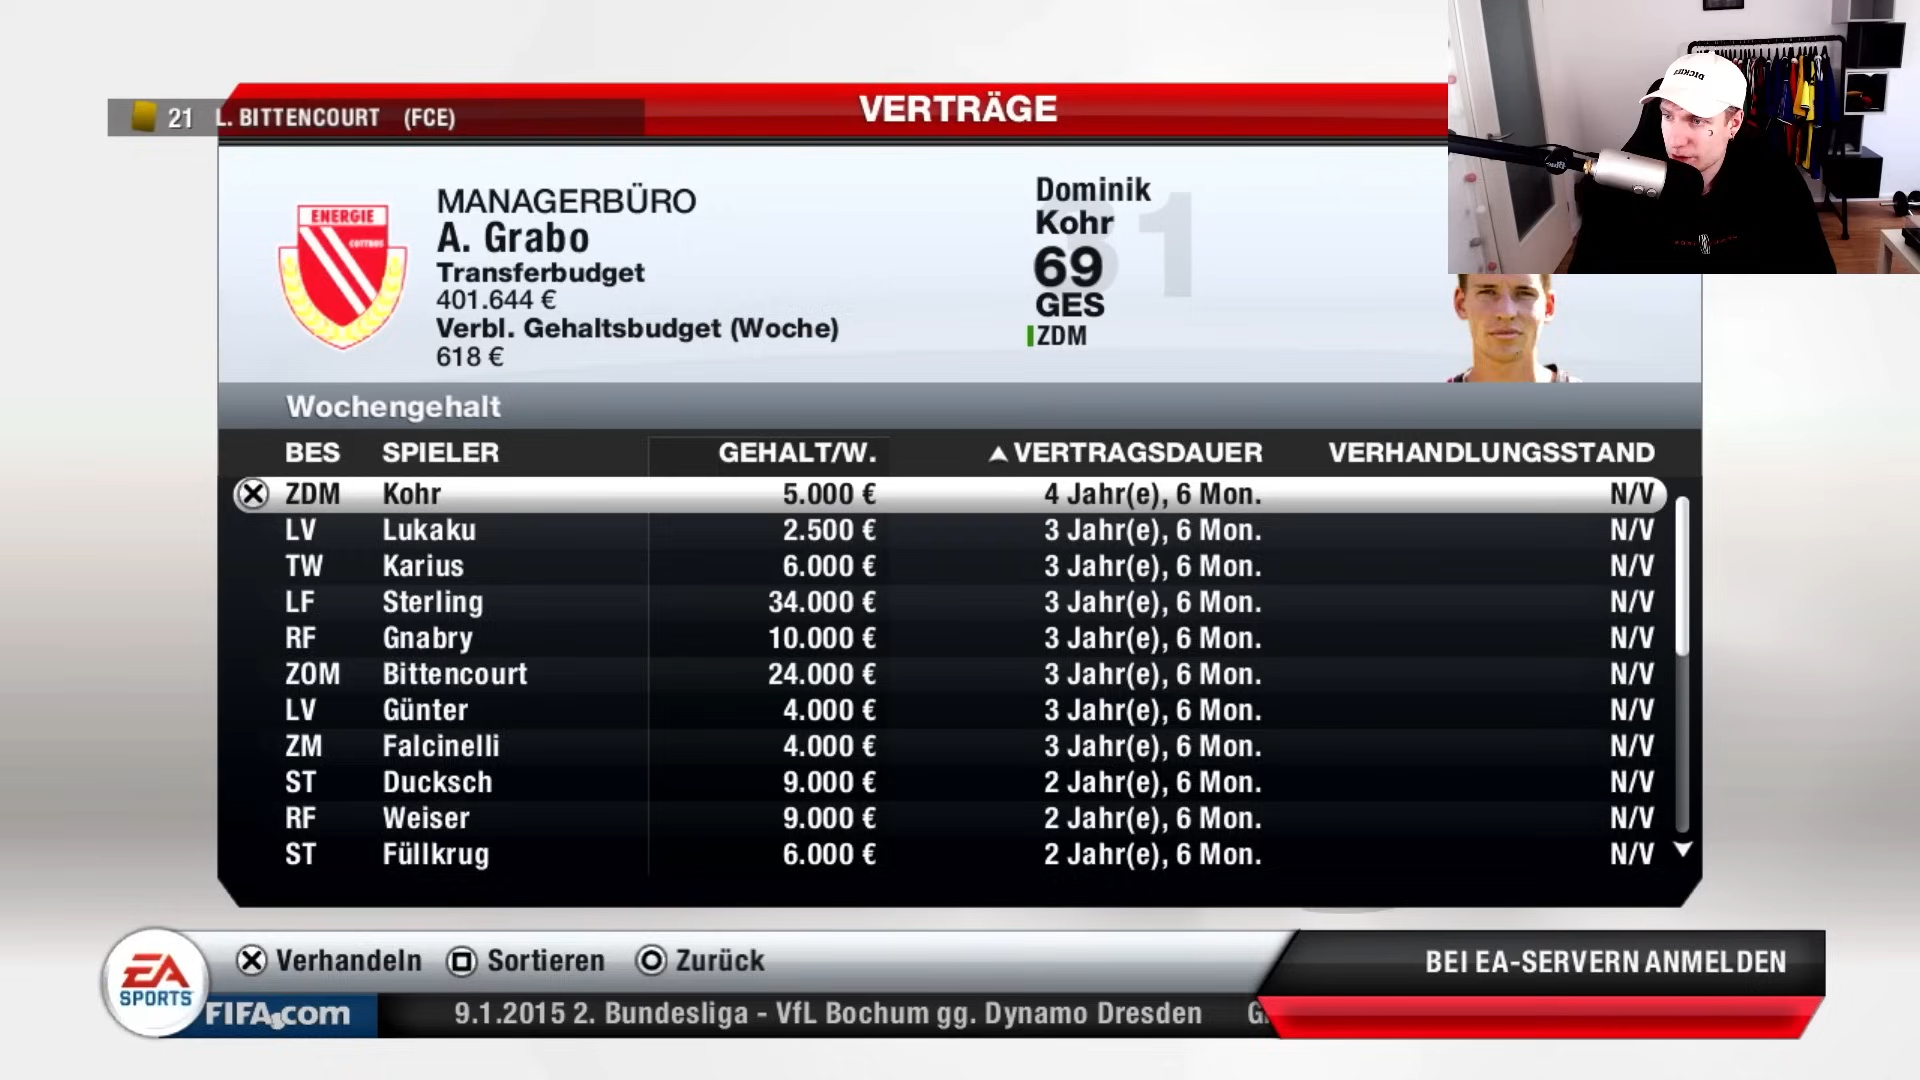 21 L. BITTENCOURT (FCE)
VERTRÄGE
DICKIES
ENERGIE
COTTBUS
MANAGERBÜRO
A. Grabo
Transferbudget
401.644 €
Verbl. Gehaltsbudget (Woche)
618 €
31
Dominik
Kohr
69
GES
ZDM
Wochengehalt
BES SPIELER GEHALT/W. VERTRAGSDAUER VERHANDLUNGSSTAND
ZDM Kohr 5.000 € 4 Jahr(e), 6 Mon. N/V
LV Lukaku 2.500 € 3 Jahr(e), 6 Mon. N/V
TW Karius 6.000 € 3 Jahr(e), 6 Mon. N/V
LF Sterling 34.000 € 3 Jahr(e), 6 Mon. N/V
RF Gnabry 10.000 € 3 Jahr(e), 6 Mon. N/V
ZOM Bittencourt 24.000 € 3 Jahr(e), 6 Mon. N/V
LV Günter 4.000 € 3 Jahr(e), 6 Mon. N/V
ZM Falcinelli 4.000 € 3 Jahr(e), 6 Mon. N/V
ST Ducksch 9.000 € 2 Jahr(e), 6 Mon. N/V
RF Weiser 9.000 € 2 Jahr(e), 6 Mon. N/V
ST Füllkrug 6.000 € 2 Jahr(e), 6 Mon. N/V
Verhandeln Sortieren Zurück
BEI EA-SERVERN ANMELDEN
EA SPORTS
FIFA.com
9.1.2015 2. Bundesliga - VfL Bochum gg. Dynamo Dresden